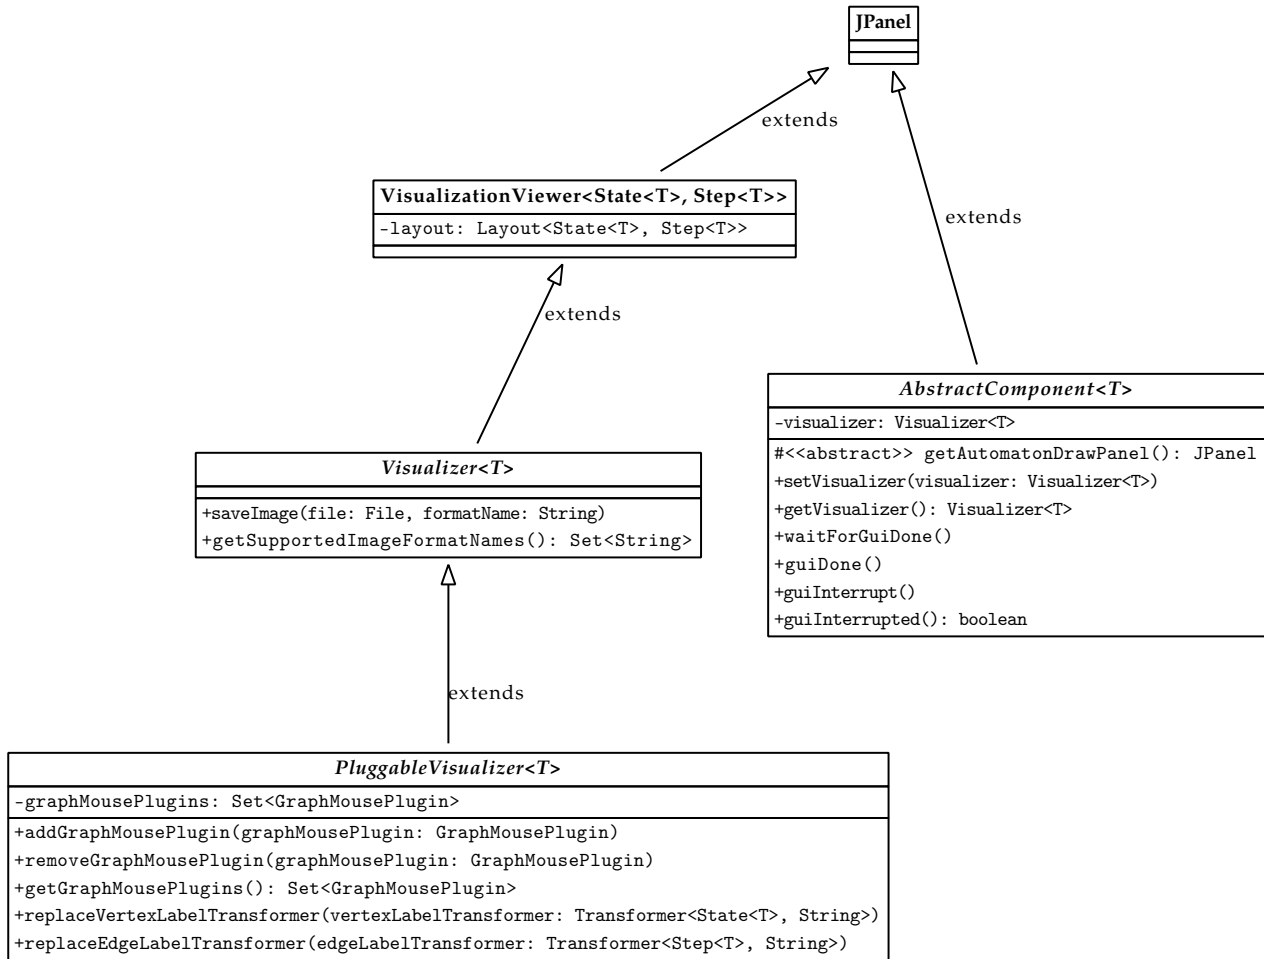 JPanel
extends
VisualizationViewer<State<T>, Step<T>>
-layout: Layout<State<T>, Step<T>>
extends
extends
AbstractComponent<T>
-visualizer: Visualizer<T>
#<<abstract>> getAutomatonDrawPanel(): JPanel
+setVisualizer(visualizer: Visualizer<T>)
+getVisualizer(): Visualizer<T>
+waitForGuiDone()
+guiDone()
+guiInterrupt()
+guiInterrupted(): boolean
Visualizer<T>
+saveImage(file: File, formatName: String)
+getSupportedImageFormatNames(): Set<String>
extends
PluggableVisualizer<T>
-graphMousePlugins: Set<GraphMousePlugin>
+addGraphMousePlugin(graphMousePlugin: GraphMousePlugin)
+removeGraphMousePlugin(graphMousePlugin: GraphMousePlugin)
+getGraphMousePlugins(): Set<GraphMousePlugin>
+replaceVertexLabelTransformer(vertexLabelTransformer: Transformer<State<T>, String>)
+replaceEdgeLabelTransformer(edgeLabelTransformer: Transformer<Step<T>, String>)